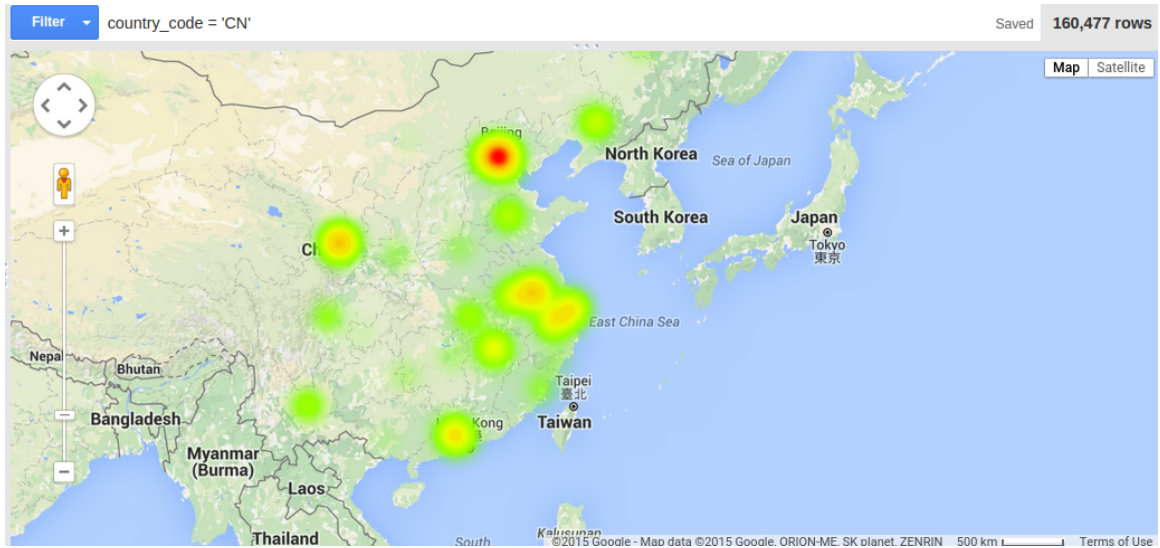 Filter
country_code = 'CN'
Saved
160,477 rows
Map
Satellite
Beijing
North Korea
Sea of Japan
South Korea
Japan
Tokyo
東京
Ch
East China Sea
Nepal
Bhutan
Taipei
臺北
Kong
Bangladesh
Taiwan
Myanmar
(Burma)
Laos
Thailand
South
©2015 Google - Map data ©2015 Google, ORION-ME, SK planet, ZENRIN
500 km
Terms of Use